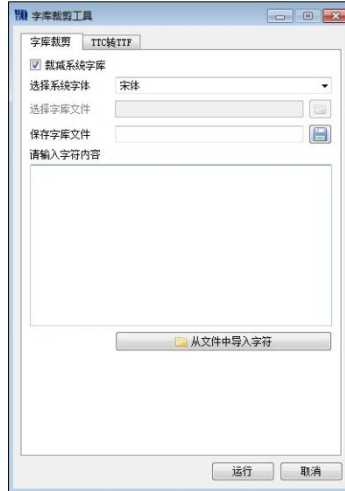 字库裁剪工具
字库裁剪 TTC转TTF
裁减系统字库
选择系统字体 宋体
选择字库文件
保存字库文件
请输入字符内容
从文件中导入字符
运行 取消